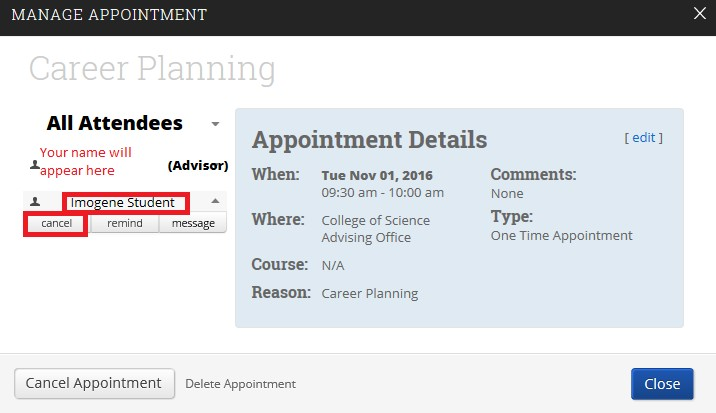 MANAGE APPOINTMENT
Career Planning
All Attendees
Your name will
appear here
(Advisor)
Imogene Student
cancel
remind
message
Appointment Details
[ edit ]
When:
Tue Nov 01, 2016
09:30 am - 10:00 am
Where:
College of Science
Advising Office
Course:
N/A
Reason:
Career Planning
Comments:
None
Type:
One Time Appointment
Cancel Appointment
Delete Appointment
Close